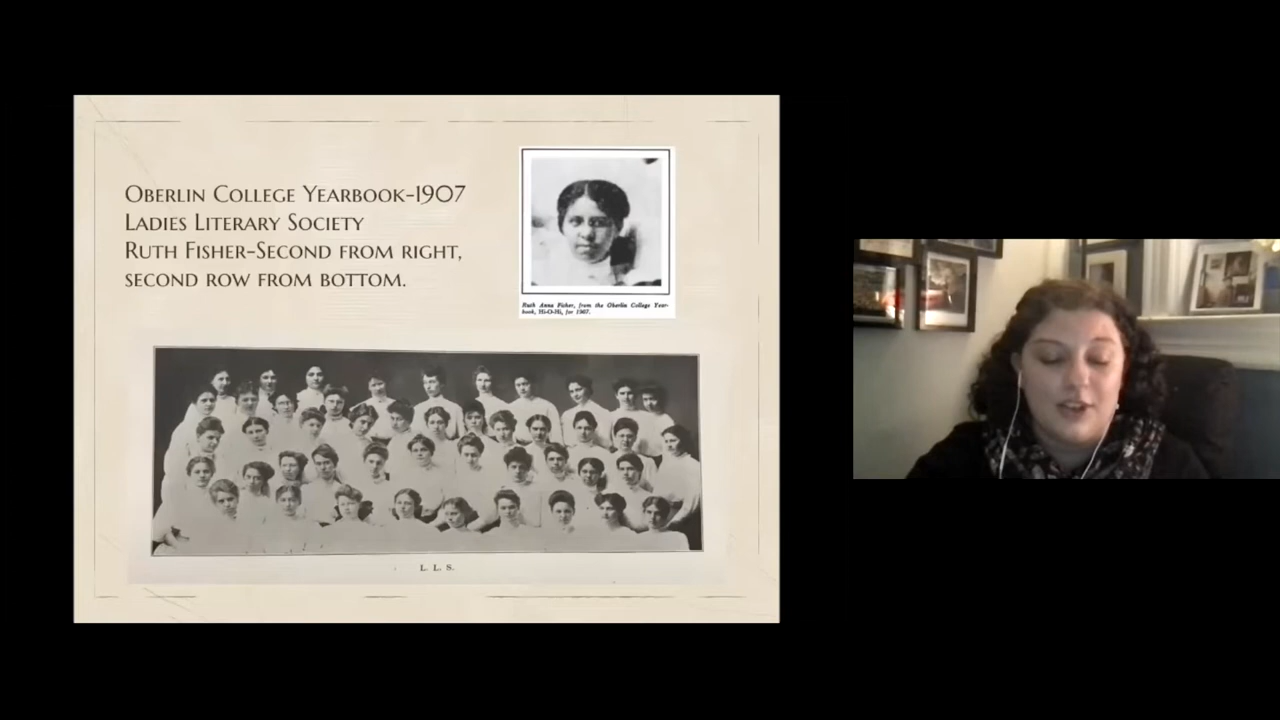 Oberlin College Yearbook-1907
Ladies Literary Society
Ruth Fisher-Second from right,
second row from bottom.
Ruth Anna Fisher, from the Oberlin College Year-
book, Hi-O-Hi, for 1907.
L. L. S.